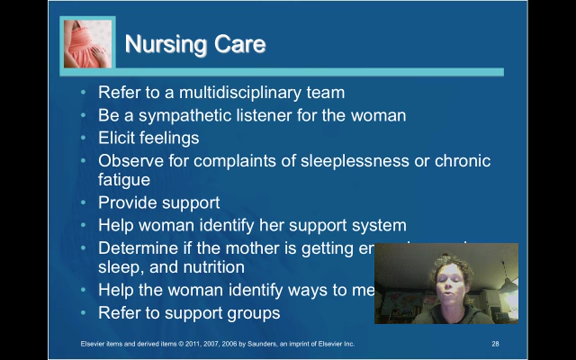 Nursing Care
• Refer to a multidisciplinary team
• Be a sympathetic listener for the woman
• Elicit feelings
• Observe for complaints of sleeplessness or chronic
fatigue
• Provide support
• Help woman identify her support system
• Determine if the mother is getting
sleep, and nutrition
• Help the woman identify ways to
• Refer to support groups
Elsevier items and derived items © 2011, 2007, 2006 by Saunders, an imprint of Elsevier Inc.
28